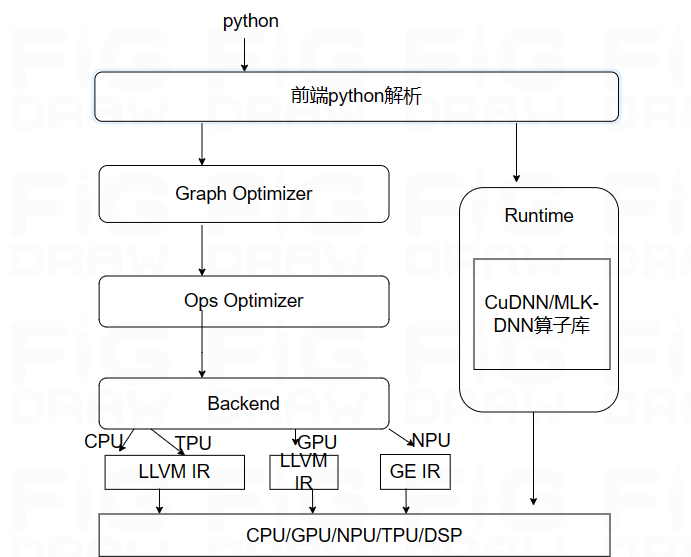 python
前端python解析
Graph Optimizer
Runtime
CuDNN/MLK-
DNN算子库
Ops Optimizer
Backend
CPU
TPU
GPU
NPU
LLVM IR
LLVM
IR
GE IR
CPU/GPU/NPU/TPU/DSP
FIG
DRAW